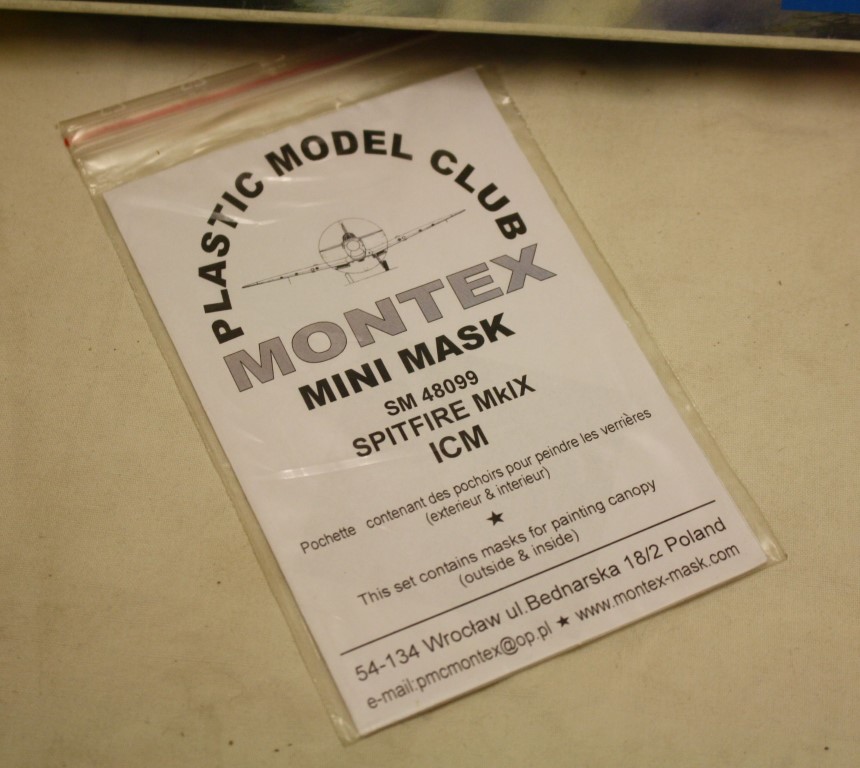 PLASTIC MODEL CLUB
MONTEX
MINI MASK
SM 48099
SPITFIRE MkIX
ICM
Pochette contenant des pochoirs pour peindre les verrières
(exterieur & interieur)
★
This set contains masks for painting canopy
(outside & inside)
54-134 Wrocław ul.Bednarska 18/2 Poland
e-mail:pmcmontex@op.pl ★ www.montex-mask.com